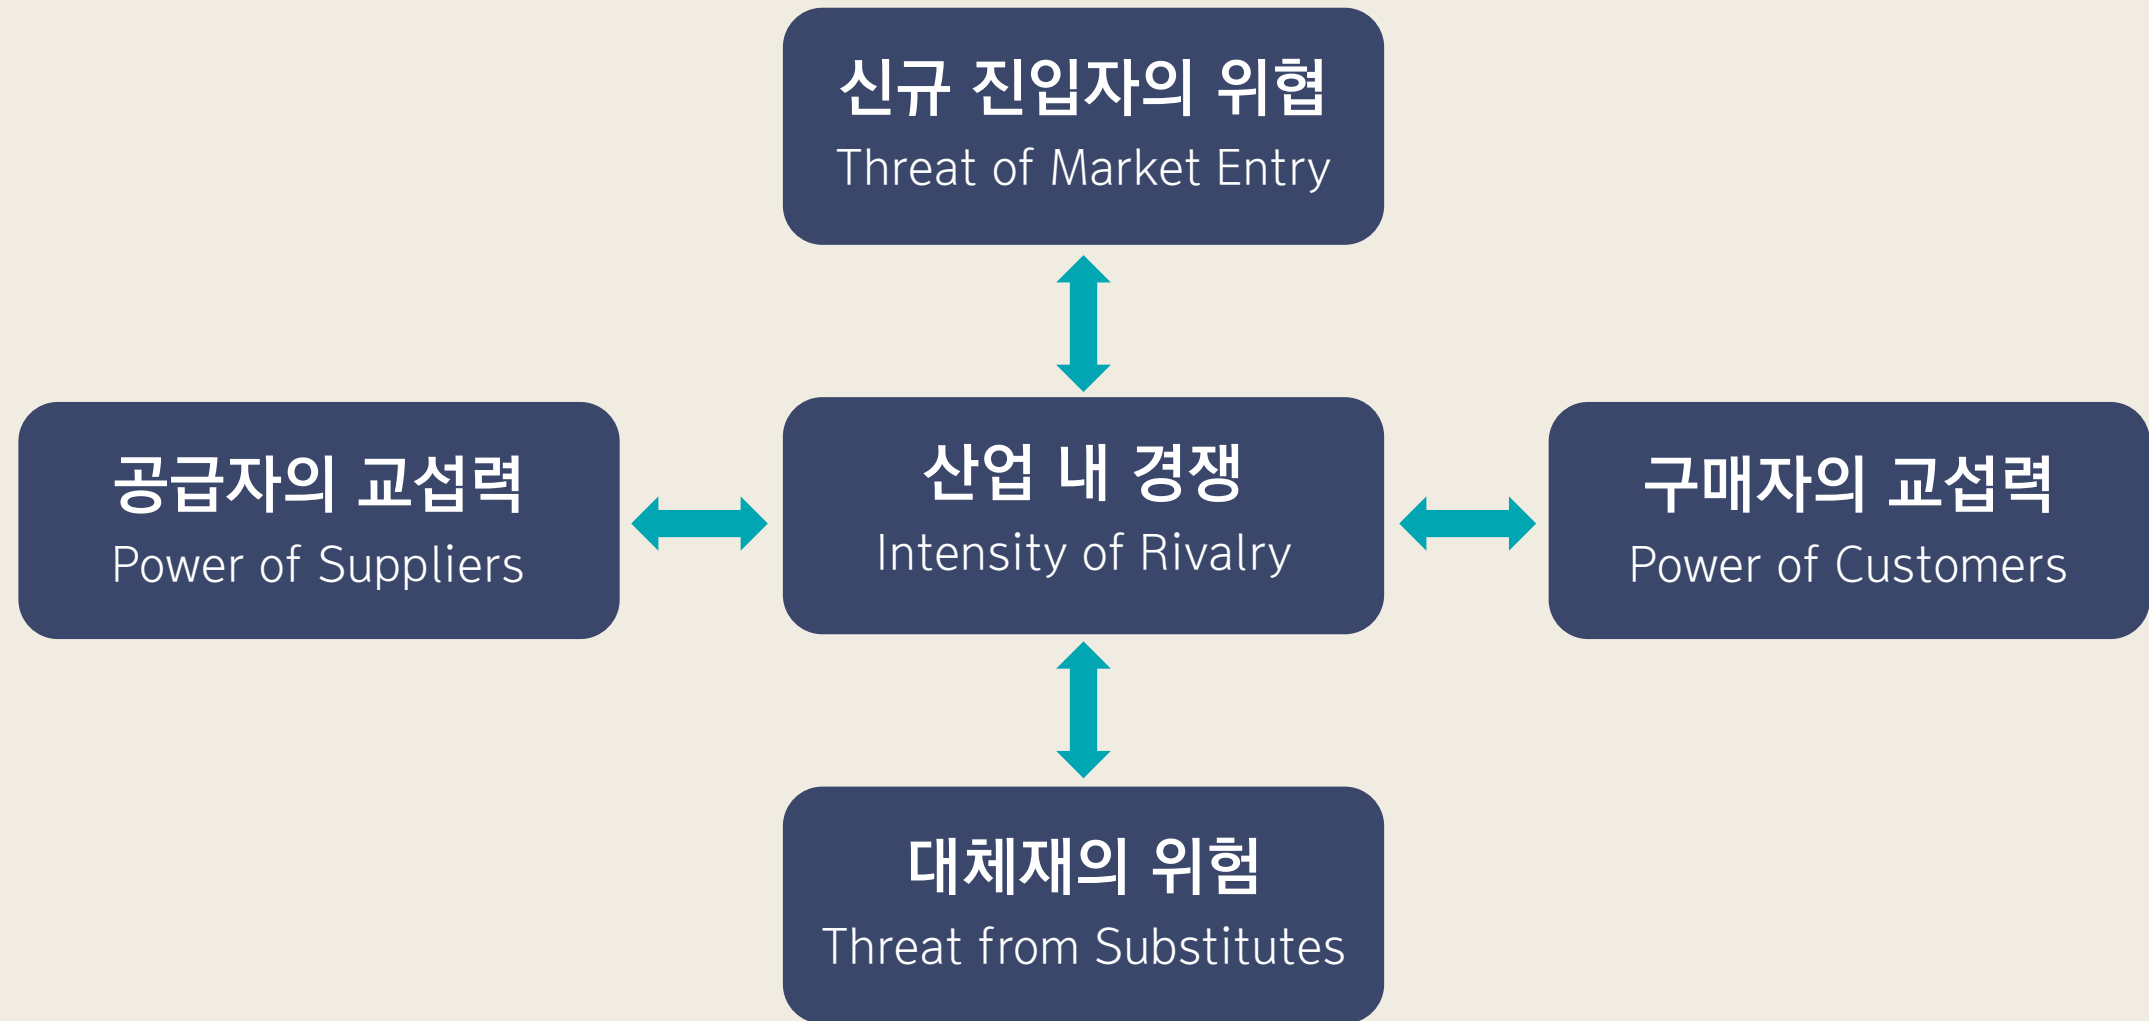 신규 진입자의 위협
Threat of Market Entry
공급자의 교섭력
Power of Suppliers
산업 내 경쟁
Intensity of Rivalry
구매자의 교섭력
Power of Customers
대체재의 위험
Threat from Substitutes